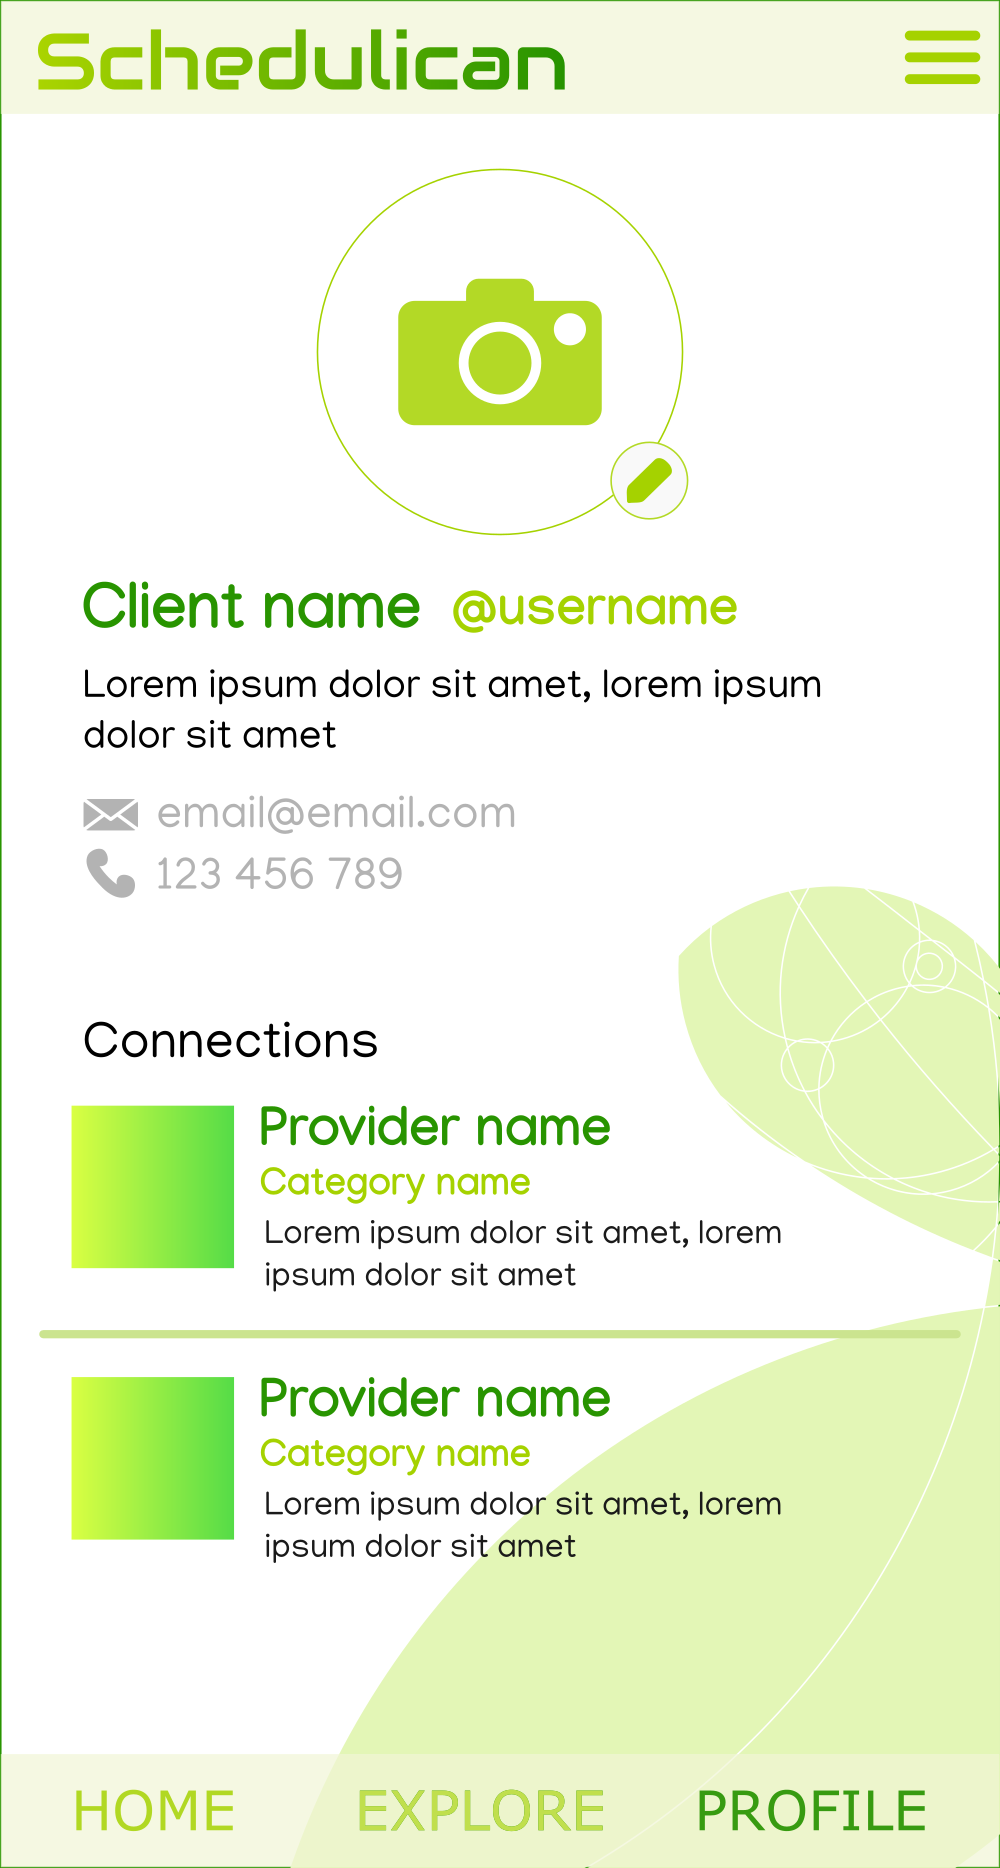 Schedulican
Client name @username
Lorem ipsum dolor sit amet, lorem ipsum
dolor sit amet
email@email.com
123 456 789
Connections
Provider name
Category name
Lorem ipsum dolor sit amet, lorem
ipsum dolor sit amet
Provider name
Category name
Lorem ipsum dolor sit amet, lorem
ipsum dolor sit amet
HOME EXPLORE PROFILE